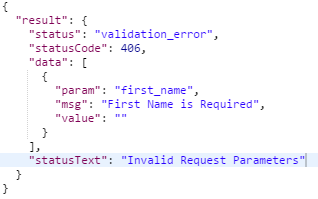 {
  "result": {
    "status": "validation_error",
    "statusCode": 406,
    "data": [
      {
        "param": "first_name",
        "msg": "First Name is Required",
        "value": ""
      }
    ],
    "statusText": "Invalid Request Parameters"
  }
}